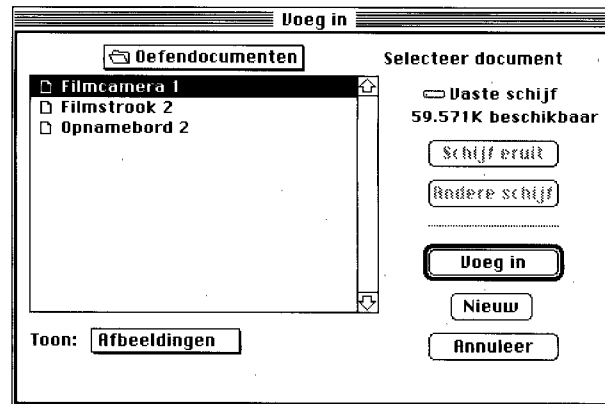 Voeg in
Oefendocumenten
Selecteer document
Filmcamera 1
Filmstrook 2
Opnamebord 2
Vaste schijf
59.571K beschikbaar
Schijf eruit
Andere schijf
Voeg in
Nieuw
Annuleer
Toon: Afbeeldingen